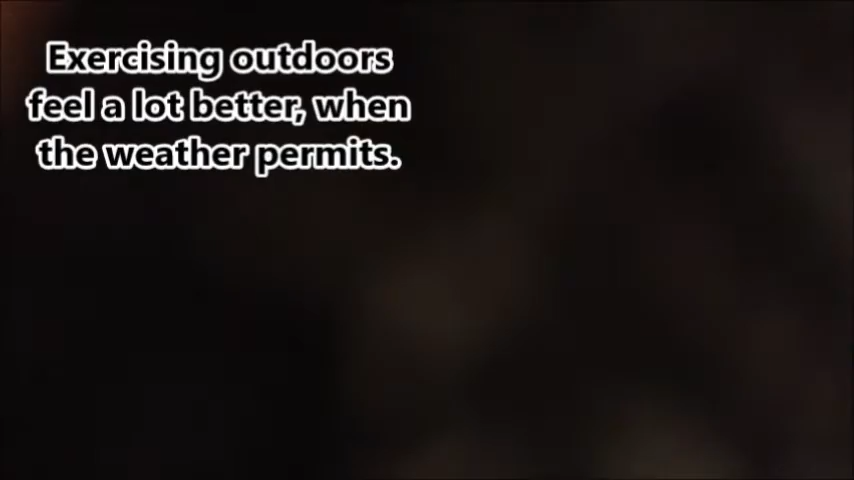 Exercising outdoors
feel a lot better, when
the weather permits.